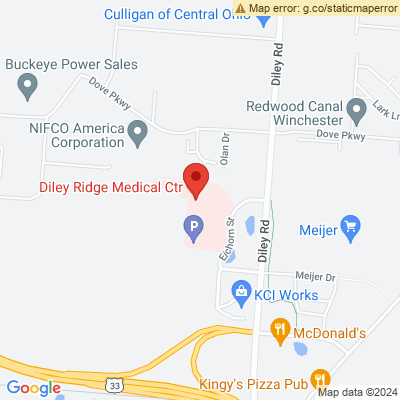 Map error: g.co/staticmaperror
Culligan of Central Ohio
Diley Rd
Buckeye Power Sales
Dove Pkwy
Redwood Canal
Winchester
Lark Ln
NIFCO America
Corporation
Dove Pkwy
Olan Dr
Diley Ridge Medical Ctr
P
Eichorn St
Diley Rd
Meijer
Meijer Dr
KCI Works
McDonald's
33
Kingy's Pizza Pub
Google
Map data ©2024